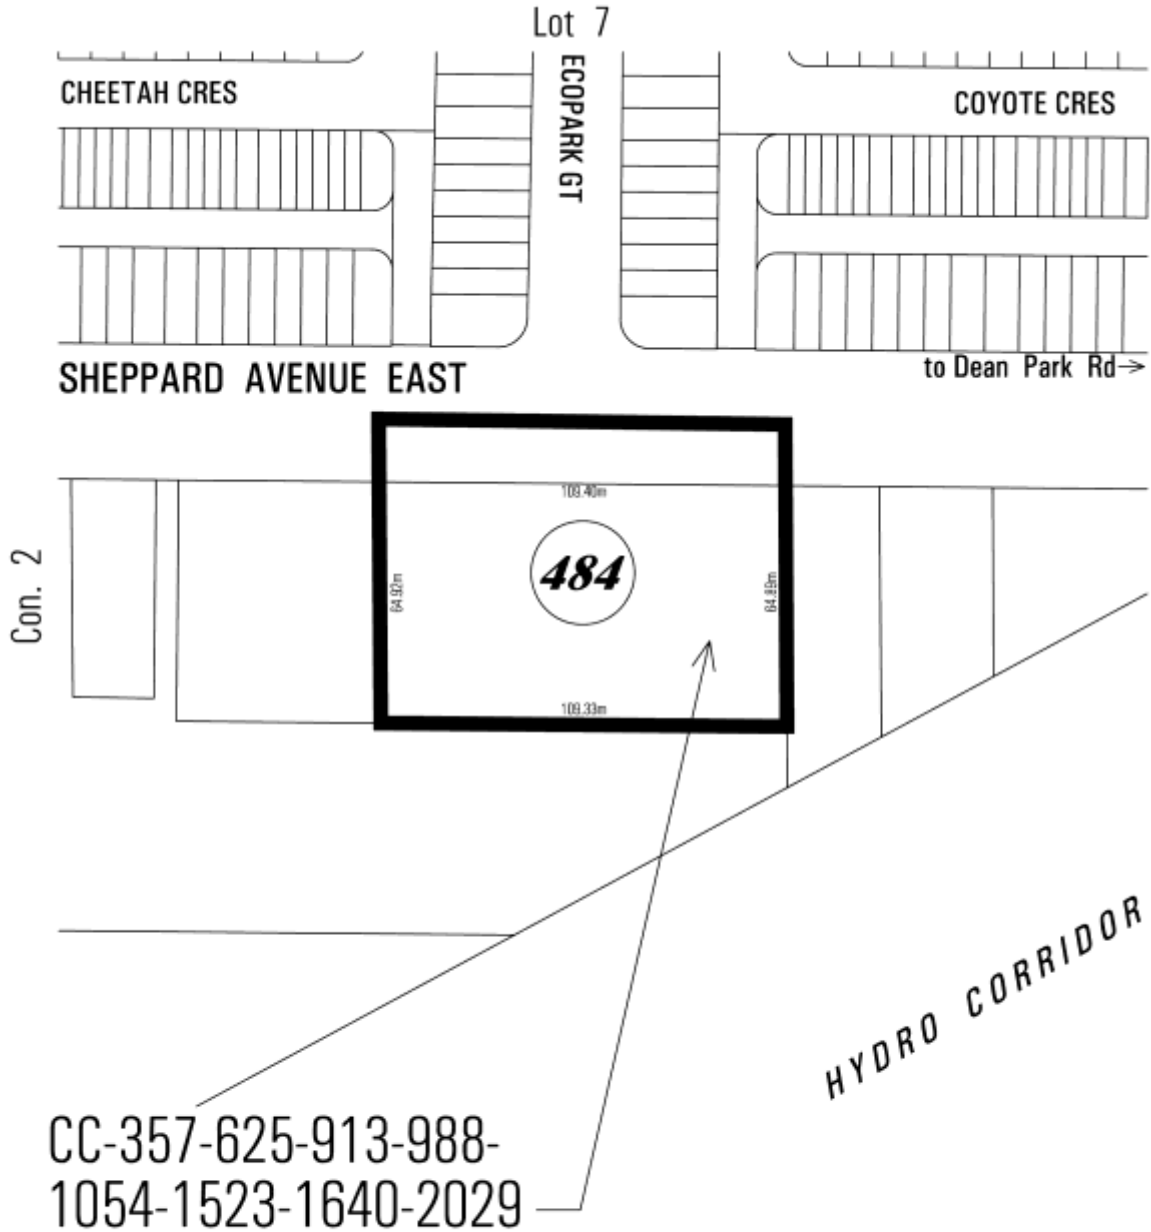 Lot 7
CHEETAH CRES
ECOPARK GT
COYOTE CRES
SHEPPARD AVENUE EAST
to Dean Park Rd→
109.40m
Con. 2
484
64.92m
64.89m
109.33m
HYDRO CORRIDOR
CC-357-625-913-988-
1054-1523-1640-2029